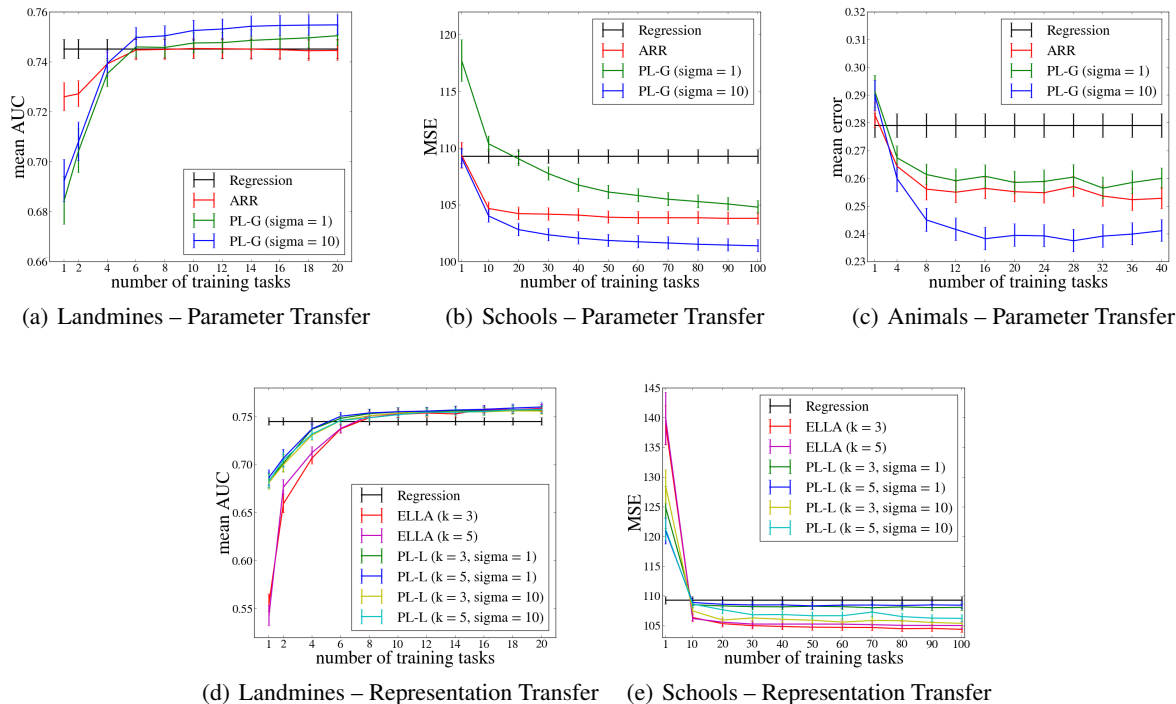 0.76
0.74
0.72
0.70
0.68
0.66
mean AUC
Regression
ARR
PL-G (sigma = 1)
PL-G (sigma = 10)
1 2 4 6 8 10 12 14 16 18 20
number of training tasks
(a) Landmines – Parameter Transfer
120
115
110
105
100
MSE
Regression
ARR
PL-G (sigma = 1)
PL-G (sigma = 10)
1 10 20 30 40 50 60 70 80 90 100
number of training tasks
(b) Schools – Parameter Transfer
0.32
0.31
0.30
0.29
0.28
0.27
0.26
0.25
0.24
0.23
mean error
Regression
ARR
PL-G (sigma = 1)
PL-G (sigma = 10)
1 4 8 12 16 20 24 28 32 36 40
number of training tasks
(c) Animals – Parameter Transfer
0.75
0.70
0.65
0.60
0.55
mean AUC
Regression
ELLA (k = 3)
ELLA (k = 5)
PL-L (k = 3, sigma = 1)
PL-L (k = 5, sigma = 1)
PL-L (k = 3, sigma = 10)
PL-L (k = 5, sigma = 10)
1 2 4 6 8 10 12 14 16 18 20
number of training tasks
(d) Landmines – Representation Transfer
145
140
135
130
125
120
115
110
105
MSE
Regression
ELLA (k = 3)
ELLA (k = 5)
PL-L (k = 3, sigma = 1)
PL-L (k = 5, sigma = 1)
PL-L (k = 3, sigma = 10)
PL-L (k = 5, sigma = 10)
1 10 20 30 40 50 60 70 80 90 100
number of training tasks
(e) Schools – Representation Transfer